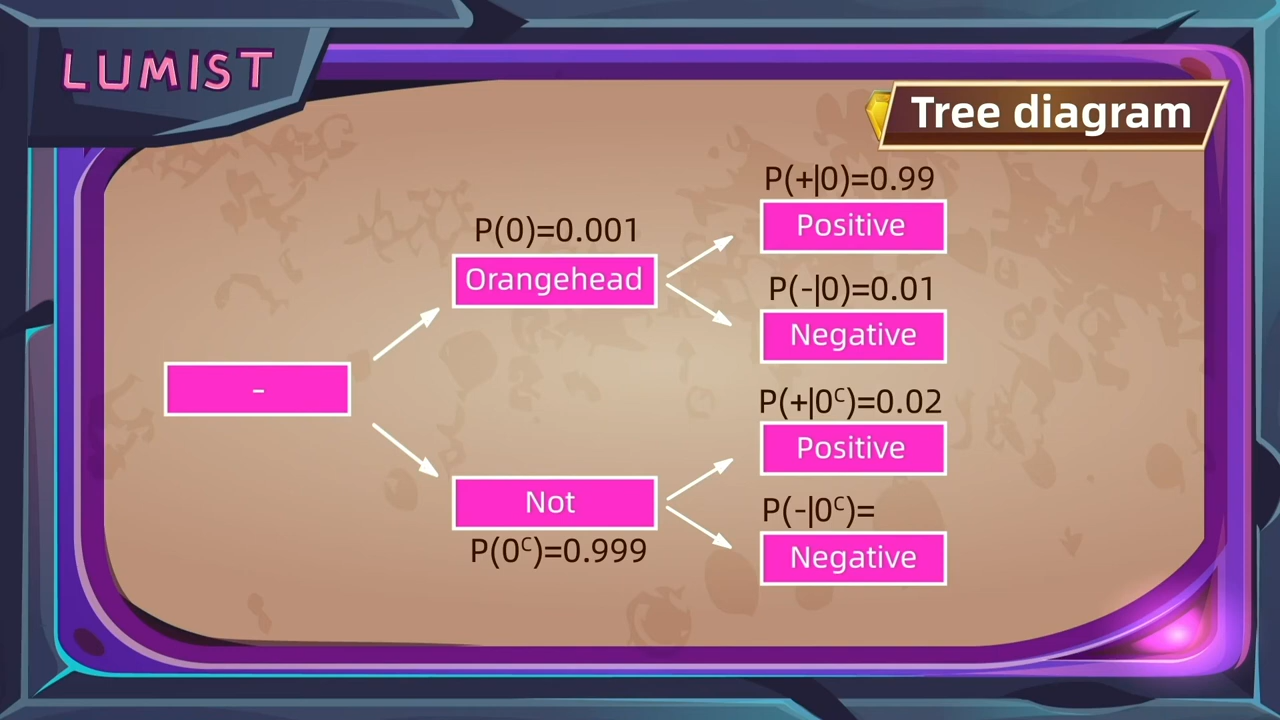 LUMIST
Tree diagram
P(+|0)=0.99
Positive
P(0)=0.001
Orangehead
P(-|0)=0.01
Negative
-
P(+|0ᶜ)=0.02
Positive
Not
P(0ᶜ)=0.999
P(-|0ᶜ)=
Negative